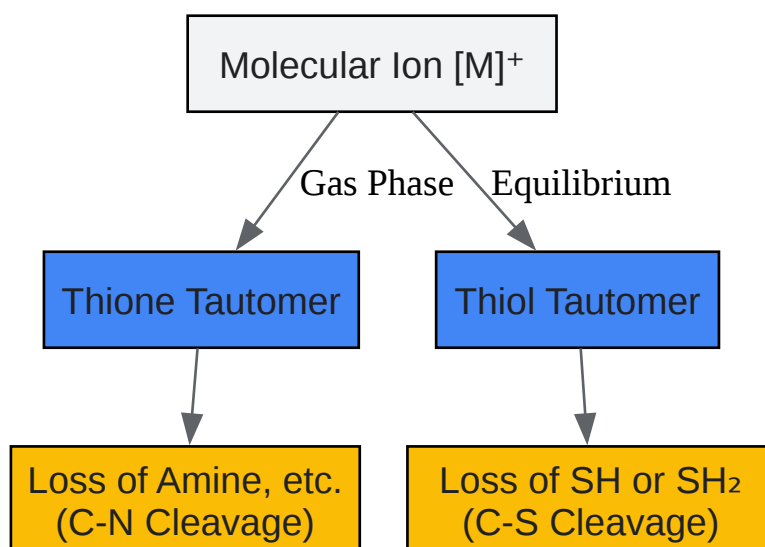 Molecular Ion [M]⁺
Gas Phase
Equilibrium
Thione Tautomer
Thiol Tautomer
Loss of Amine, etc.
(C-N Cleavage)
Loss of SH or SH₂
(C-S Cleavage)